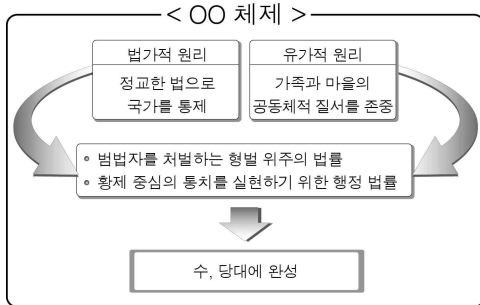 < OO 체제 >
법가적 원리
정교한 법으로
국가를 통제
유가적 원리
가족과 마을의
공동체적 질서를 존중
• 범법자를 처벌하는 형벌 위주의 법률
• 황제 중심의 통치를 실현하기 위한 행정 법률
수, 당대에 완성